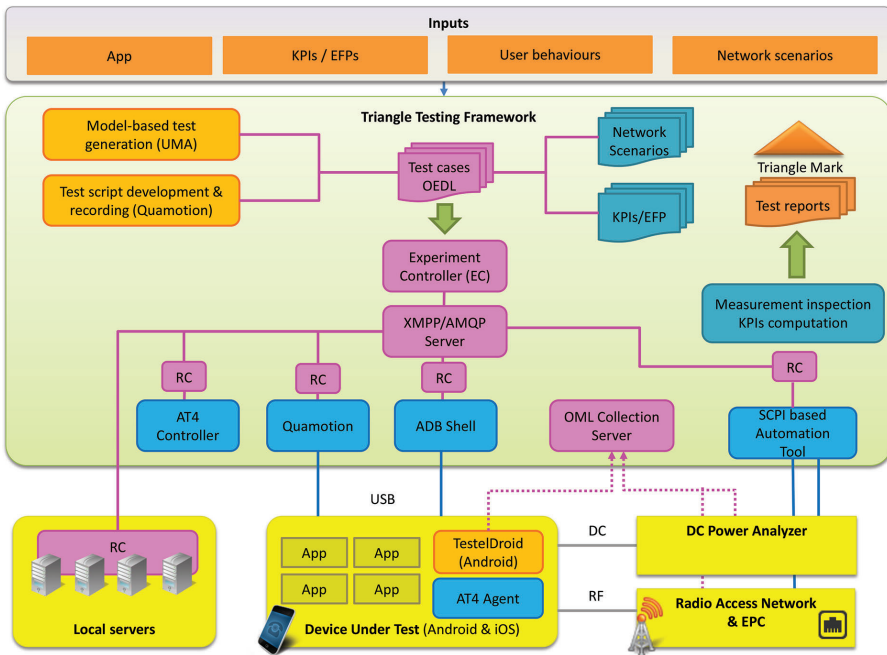 Inputs
App
KPIs / EFPs
User behaviours
Network scenarios
Triangle Testing Framework
Model-based test
generation (UMA)
Test script development &
recording (Quamotion)
Test cases
OEDL
Network
Scenarios
KPIs/EFP
Triangle Mark
Test reports
Experiment
Controller (EC)
Measurement inspection
KPIs computation
XMPP/AMQP
Server
RC
RC
RC
RC
AT4
Controller
Quamotion
ADB Shell
OML Collection
Server
SCPI based
Automation
Tool
USB
RC
Local servers
App
App
App
App
TestelDroid
(Android)
AT4 Agent
Device Under Test (Android & iOS)
DC
RF
DC Power Analyzer
Radio Access Network
& EPC